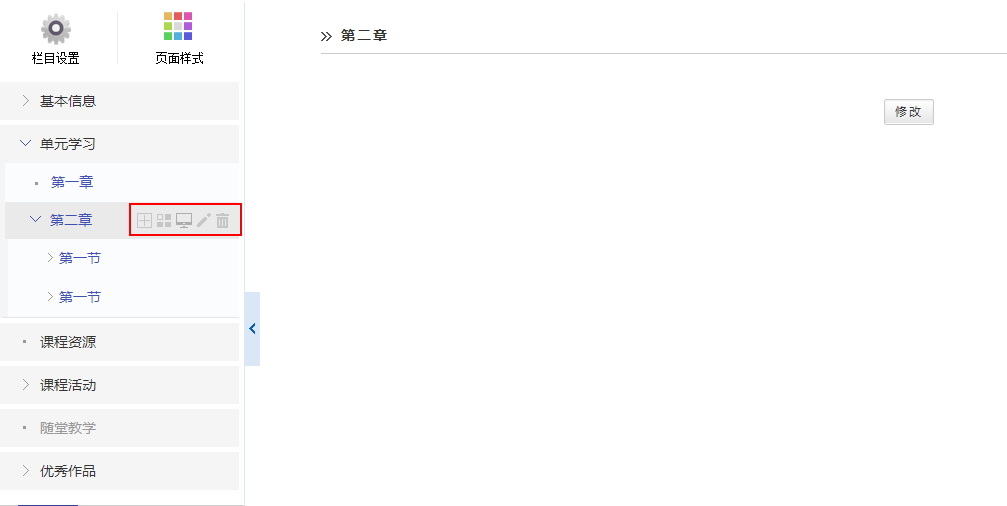 栏目设置
页面样式
基本信息
单元学习
第一章
第二章
第一节
第一节
课程资源
课程活动
随堂教学
优秀作品
第二章
修改